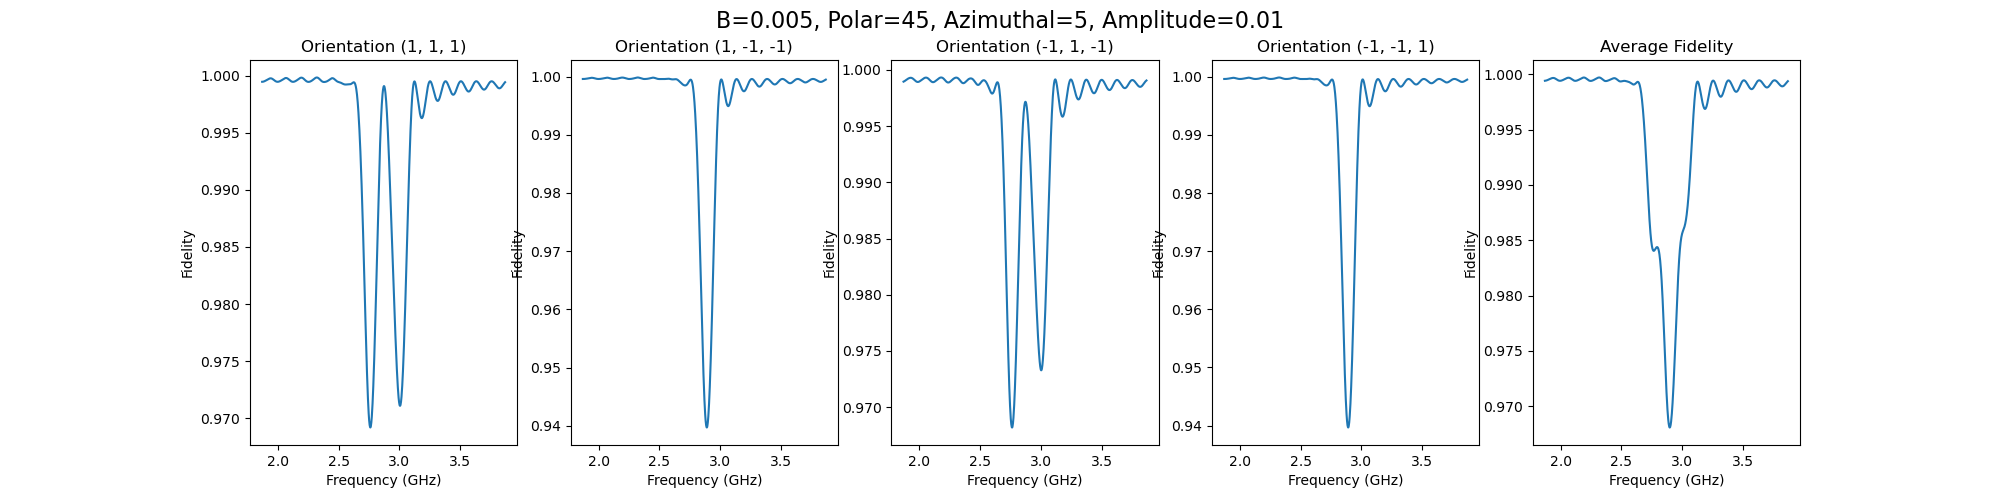 B=0.005, Polar=45, Azimuthal=5, Amplitude=0.01
Orientation (1, 1, 1)
1.000
0.995
0.990
0.985
0.980
0.975
0.970
Fidelity
2.0 2.5 3.0 3.5
Frequency (GHz)
Orientation (1, -1, -1)
1.00
0.99
0.98
0.97
0.96
0.95
0.94
Fidelity
2.0 2.5 3.0 3.5
Frequency (GHz)
Orientation (-1, 1, -1)
1.000
0.995
0.990
0.985
0.980
0.975
0.970
Fidelity
2.0 2.5 3.0 3.5
Frequency (GHz)
Orientation (-1, -1, 1)
1.00
0.99
0.98
0.97
0.96
0.95
0.94
Fidelity
2.0 2.5 3.0 3.5
Frequency (GHz)
Average Fidelity
1.000
0.995
0.990
0.985
0.980
0.975
0.970
Fidelity
2.0 2.5 3.0 3.5
Frequency (GHz)